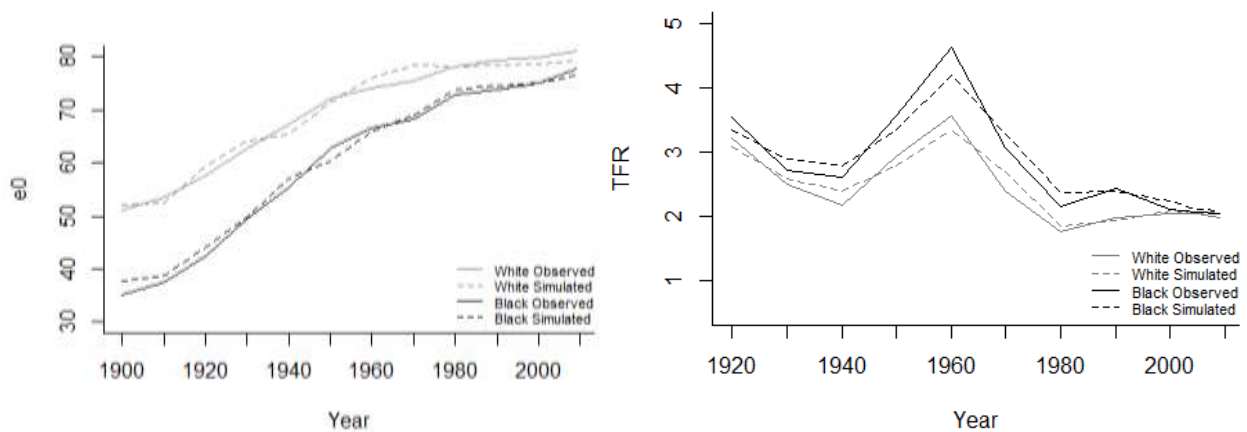 80
70
60
50
40
30
e0
White Observed
White Simulated
Black Observed
Black Simulated
1900 1920 1940 1960 1980 2000
Year
5
4
3
2
1
TFR
White Observed
White Simulated
Black Observed
Black Simulated
1920 1940 1960 1980 2000
Year